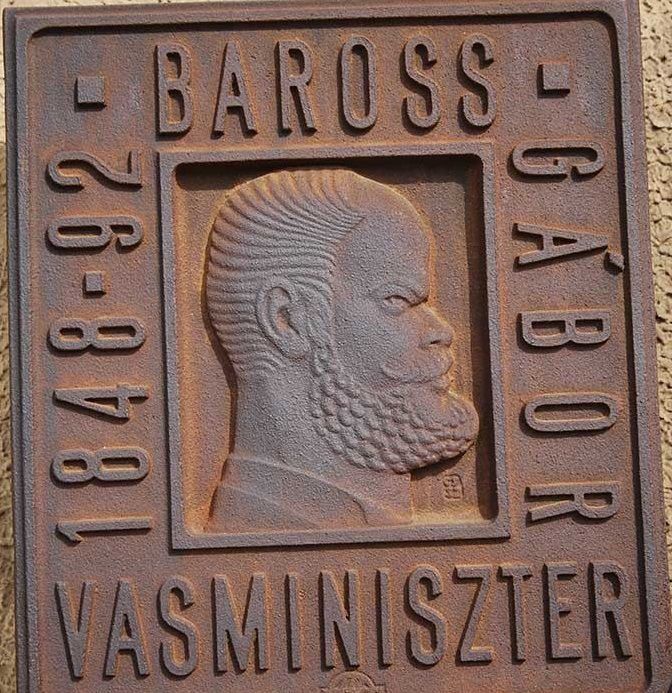 BAROSS
GÁBOR
1848-92
VASMINISZTER